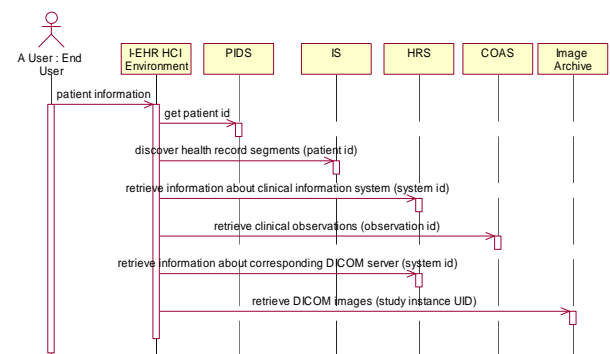 A User : End
User
I-EHR HCI
Environment
PIDS
IS
HRS
COAS
Image
Archive
patient information
get patient id
discover health record segments (patient id)
retrieve information about clinical information system (system id)
retrieve clinical observations (observation id)
retrieve information about corresponding DICOM server (system id)
retrieve DICOM images (study instance UID)